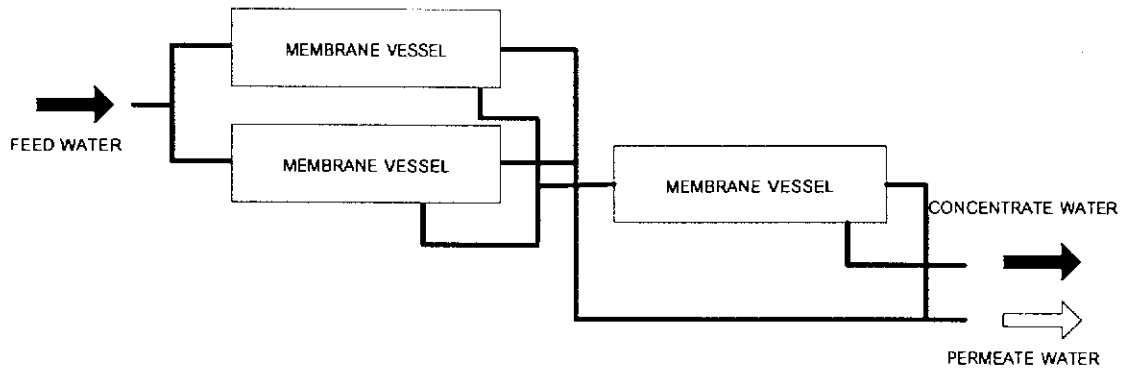 MEMBRANE VESSEL
FEED WATER
MEMBRANE VESSEL
MEMBRANE VESSEL
CONCENTRATE WATER
PERMEATE WATER